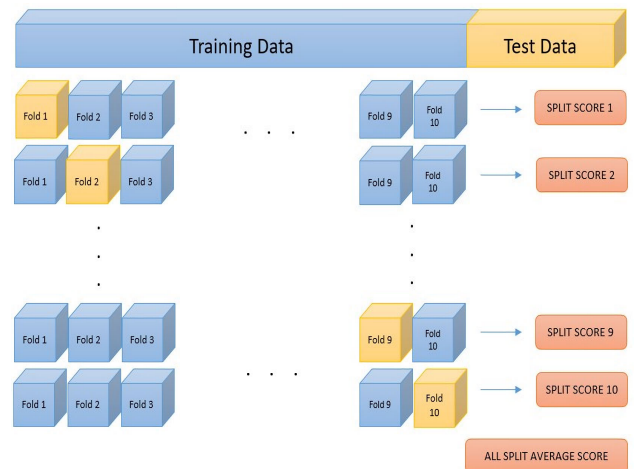 Training Data Test Data
Fold 1 Fold 2 Fold 3 . . . Fold 9 Fold 10 SPLIT SCORE 1
Fold 1 Fold 2 Fold 3 Fold 9 Fold 10 SPLIT SCORE 2
Fold 1 Fold 2 Fold 3 Fold 9 Fold 10 SPLIT SCORE 9
Fold 1 Fold 2 Fold 3 . . . Fold 9 Fold 10 SPLIT SCORE 10
ALL SPLIT AVERAGE SCORE